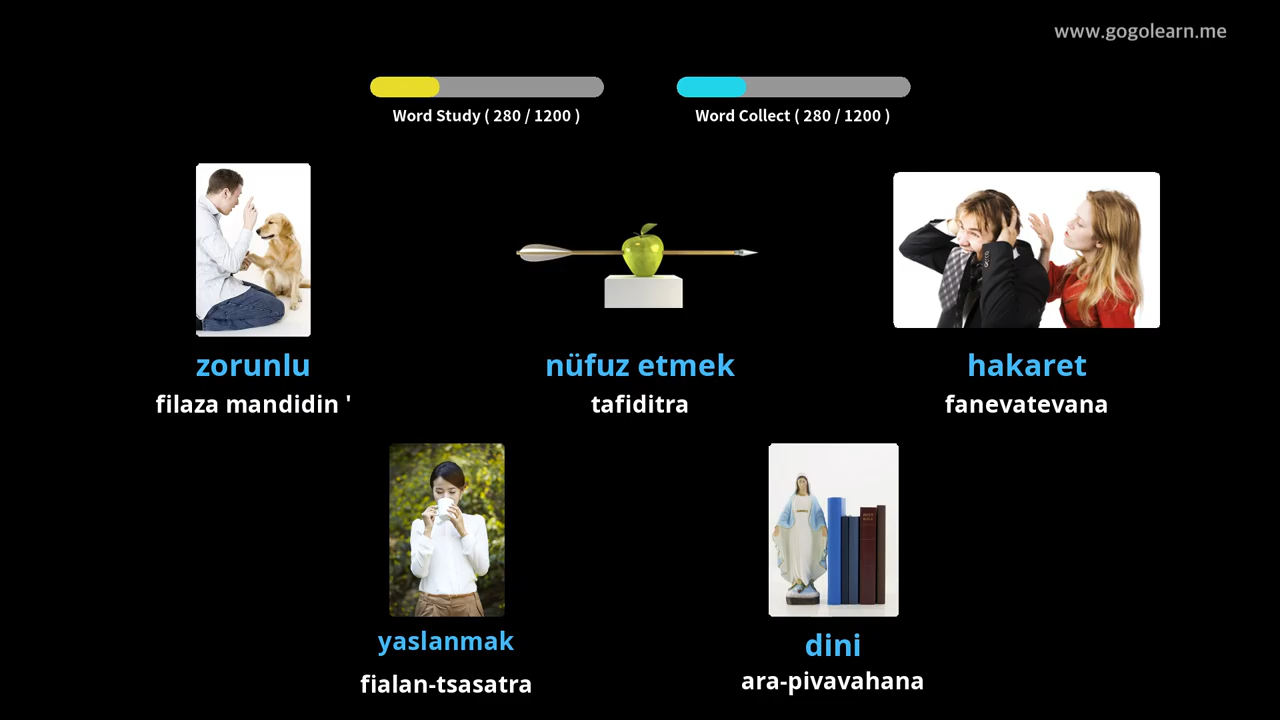 www.gogolearn.me
Word Study ( 280 / 1200 )
Word Collect ( 280 / 1200 )
zorunlu
filaza mandidin '
nüfuz etmek
tafiditra
hakaret
fanevatevana
yaslanmak
fialan-tsasatra
dini
ara-pivavahana